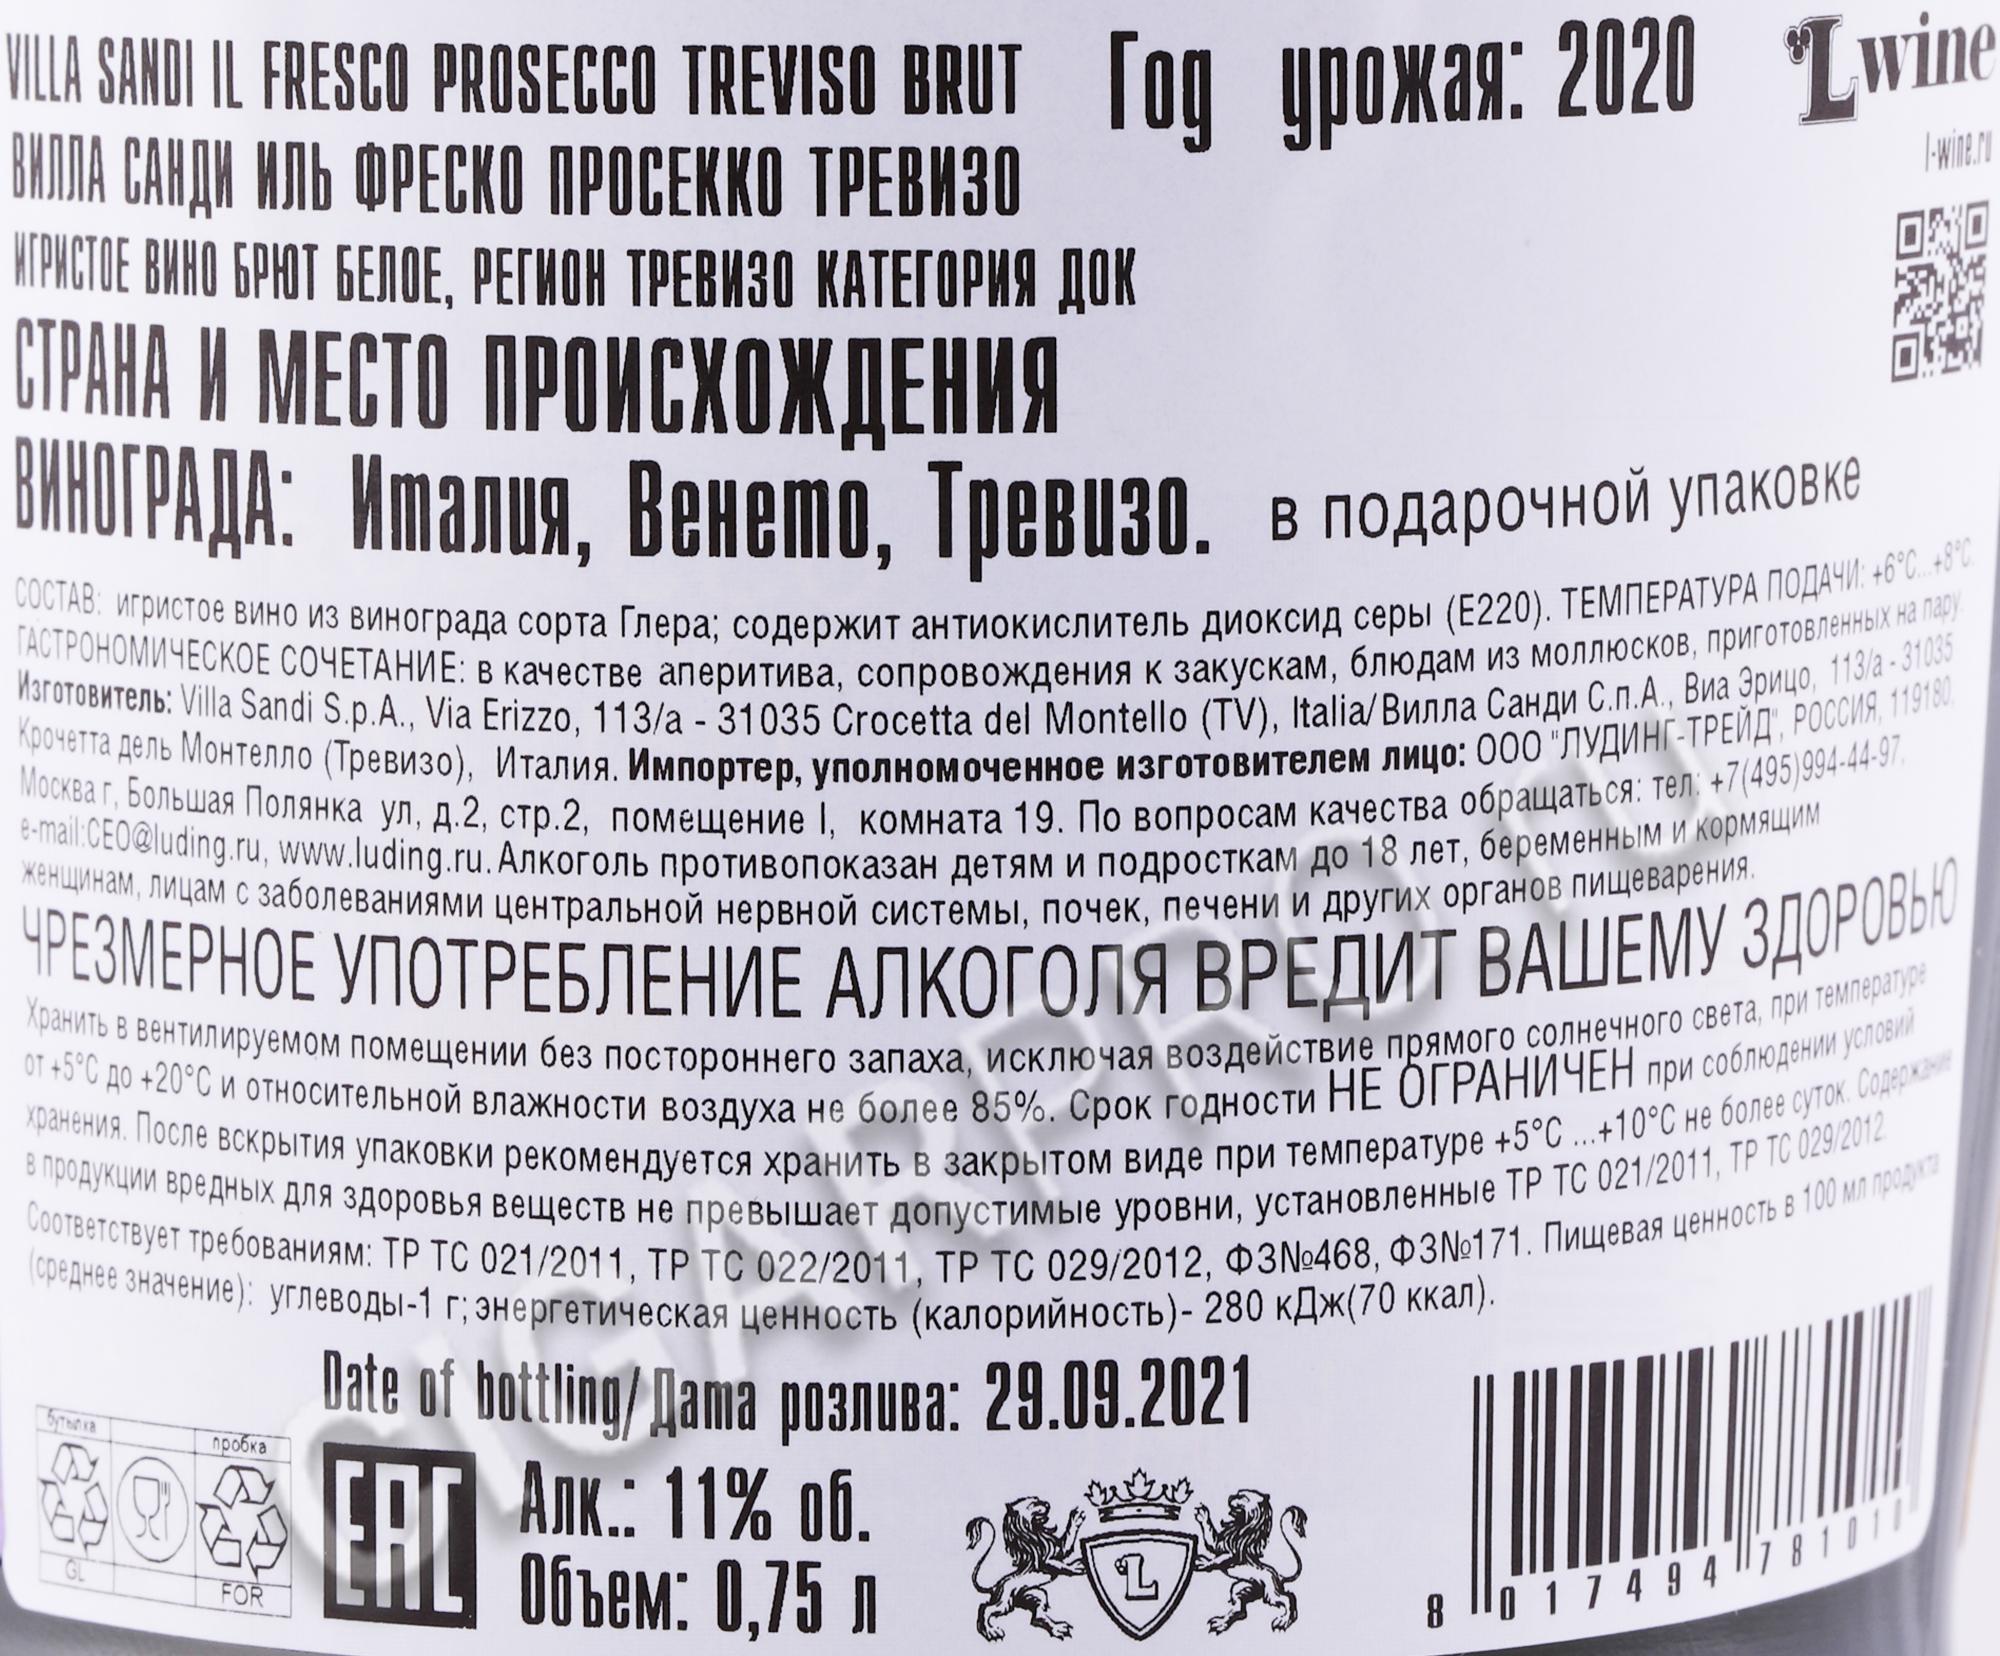 VILLA SANDI IL FRESCO PROSECCO TREVISO BRUT Год урожая: 2020
L wine
l-wine.ru
ВИЛЛА САНДИ ИЛЬ ФРЕСКО ПРОСЕККО ТРЕВИЗО
ИГРИСТОЕ ВИНО БРЮТ БЕЛОЕ, РЕГИОН ТРЕВИЗО КАТЕГОРИЯ ДОК
СТРАНА И МЕСТО ПРОИСХОЖДЕНИЯ
ВИНОГРАДА: Италия, Венето, Тревизо. в подарочной упаковке
СОСТАВ: игристое вино из винограда сорта Глера; содержит антиокислитель диоксид серы (Е220). ТЕМПЕРАТУРА ПОДАЧИ: +6°С...+8°С.
ГАСТРОНОМИЧЕСКОЕ СОЧЕТАНИЕ: в качестве аперитива, сопровождения к закускам, блюдам из моллюсков, приготовленных на пару.
Изготовитель: Villa Sandi S.p.A., Via Erizzo, 113/a - 31035 Crocetta del Montello (TV), Italia/Вилла Санди С.п.А., Виа Эрицо, 113/а - 31035
Крочетта дель Монтелло (Тревизо), Италия. Импортер, уполномоченное изготовителем лицо: ООО "ЛУДИНГ-ТРЕЙД", РОССИЯ, 119180,
Москва г, Большая Полянка ул, д.2, стр.2, помещение I, комната 19. По вопросам качества обращаться: тел: +7(495)994-44-97,
e-mail:CEO@luding.ru, www.luding.ru. Алкоголь противопоказан детям и подросткам до 18 лет, беременным и кормящим
женщинам, лицам с заболеваниями центральной нервной системы, почек, печени и других органов пищеварения.
ЧРЕЗМЕРНОЕ УПОТРЕБЛЕНИЕ АЛКОГОЛЯ ВРЕДИТ ВАШЕМУ ЗДОРОВЬЮ
Хранить в вентилируемом помещении без постороннего запаха, исключая воздействие прямого солнечного света, при температуре
от +5°С до +20°С и относительной влажности воздуха не более 85%. Срок годности НЕ ОГРАНИЧЕН при соблюдении условий
хранения. После вскрытия упаковки рекомендуется хранить в закрытом виде при температуре +5°С ...+10°С не более суток. Содержание
в продукции вредных для здоровья веществ не превышает допустимые уровни, установленные ТР ТС 021/2011, ТР ТС 029/2012.
Соответствует требованиям: ТР ТС 021/2011, ТР ТС 022/2011, ТР ТС 029/2012, ФЗ№468, ФЗ№171. Пищевая ценность в 100 мл продукта
(среднее значение): углеводы-1 г; энергетическая ценность (калорийность)- 280 кДж(70 ккал).
Date of bottling/Дата розлива: 29.09.2021
бутылка
пробка
GL
FOR
EAC
Алк.: 11% об.
Объем: 0,75 л
L
8 017494 781010
CIGARPRO.ru